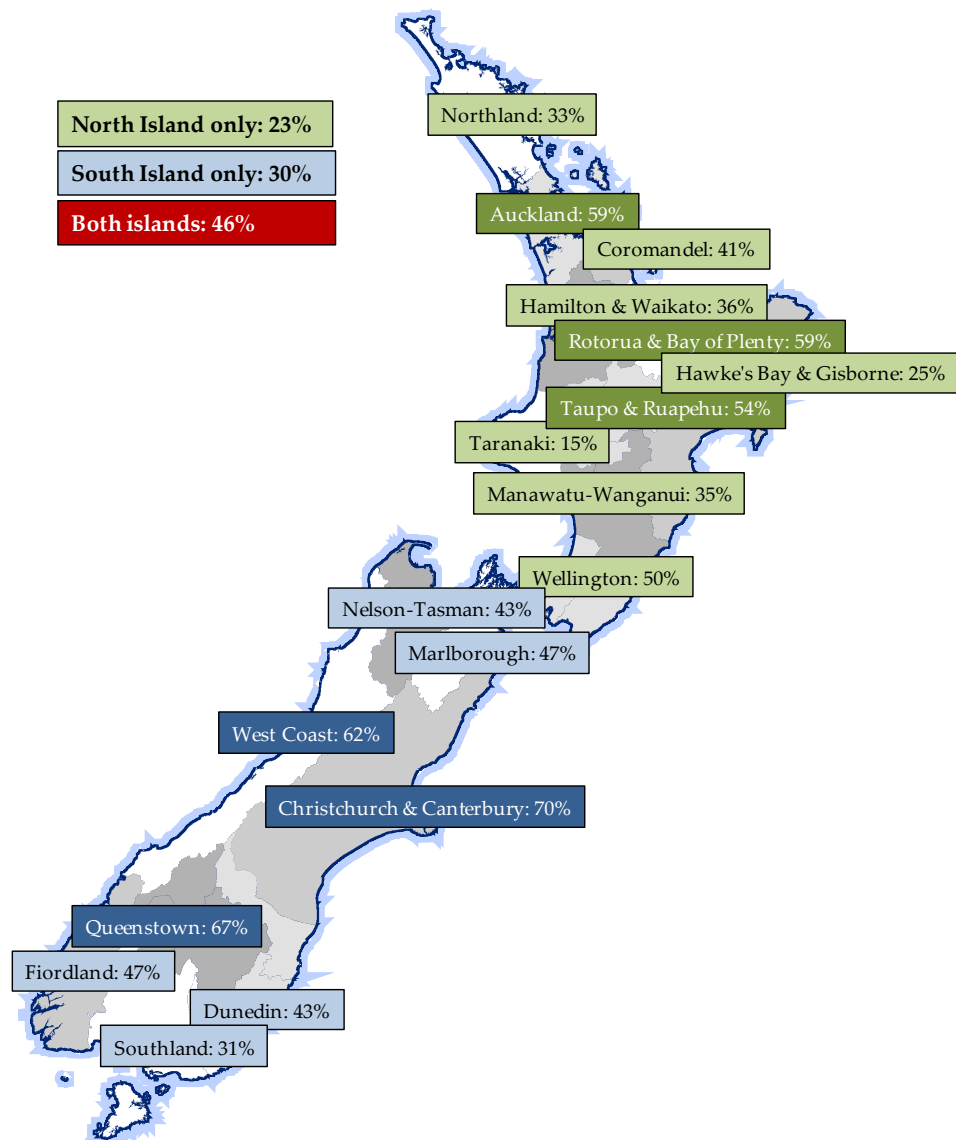 Northland: 33%
North Island only: 23%
South Island only: 30%
Both islands: 46%
Auckland: 59%
Coromandel: 41%
Hamilton & Waikato: 36%
Rotorua & Bay of Plenty: 59%
Hawke's Bay & Gisborne: 25%
Taupo & Ruapehu: 54%
Taranaki: 15%
Manawatu-Wanganui: 35%
Wellington: 50%
Nelson-Tasman: 43%
Marlborough: 47%
West Coast: 62%
Christchurch & Canterbury: 70%
Queenstown: 67%
Fiordland: 47%
Dunedin: 43%
Southland: 31%